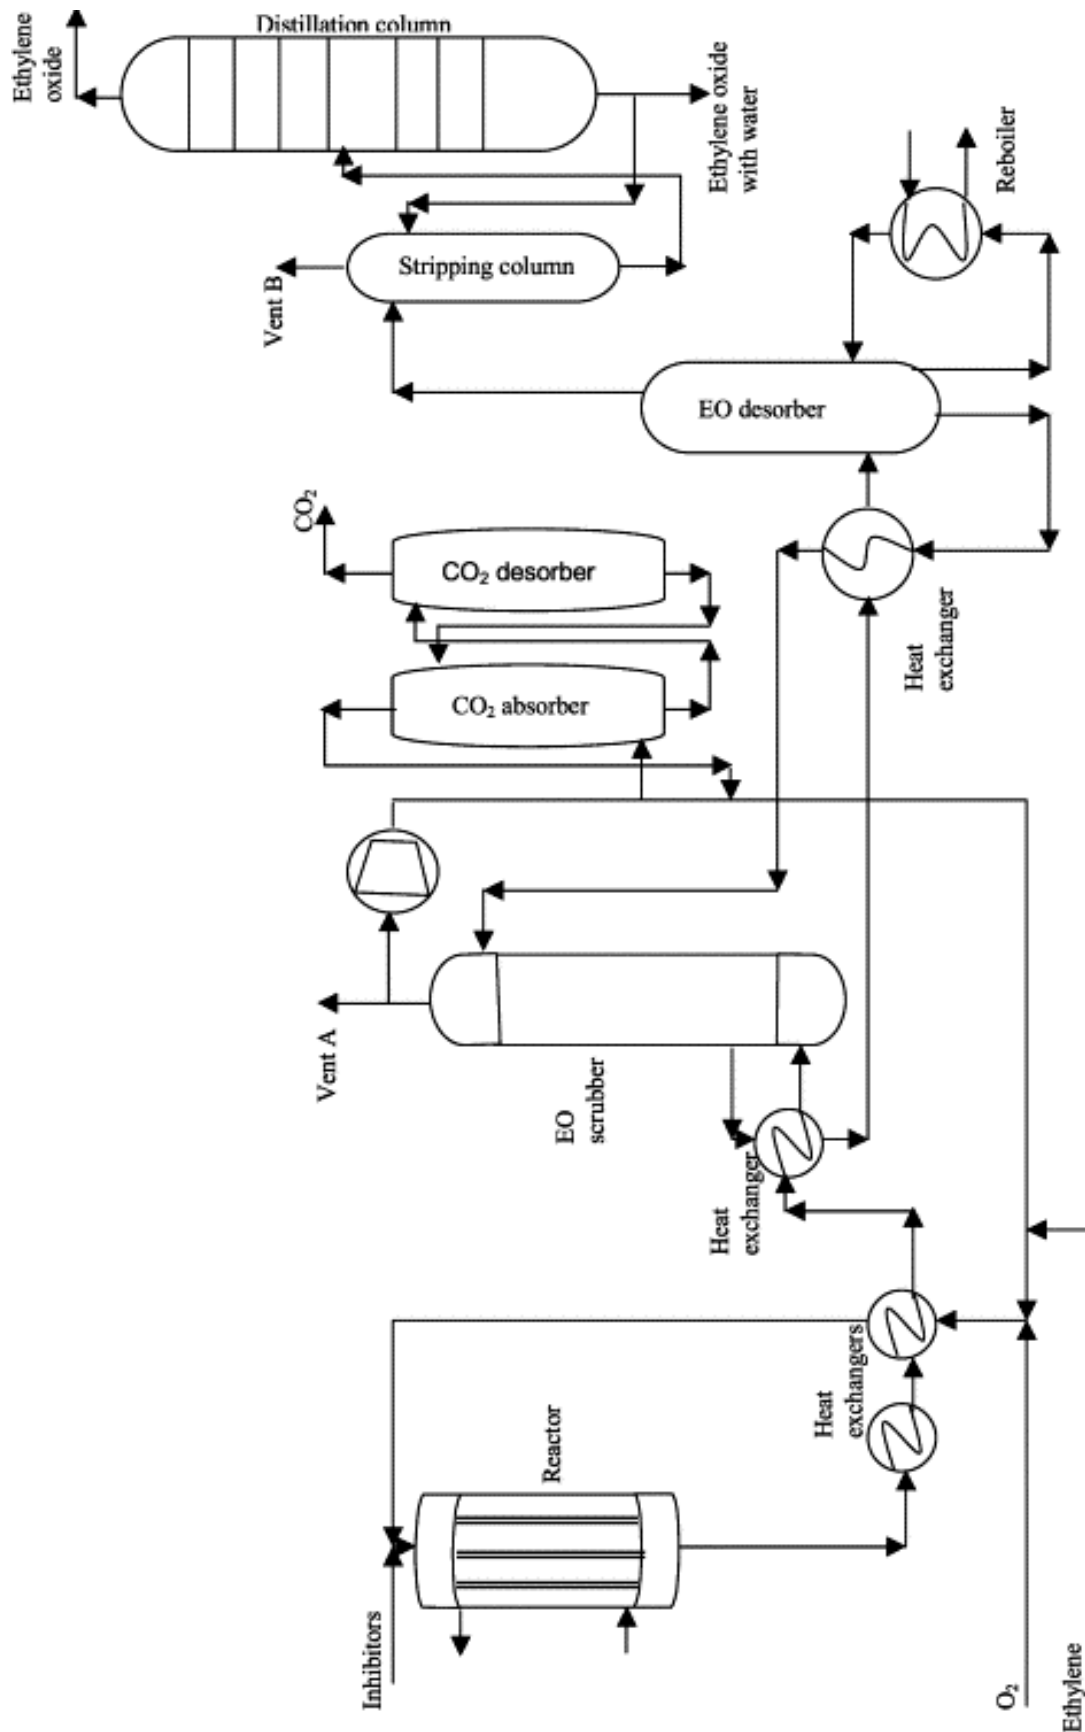 Ethylene
oxide
Distillation column
Ethylene oxide
with water
Vent B
Stripping column
Reboiler
EO desorber
CO₂
CO₂ desorber
CO₂ absorber
Heat
exchanger
Vent A
EO
scrubber
Heat
exchanger
Heat
exchangers
Reactor
Inhibitors
O₂
Ethylene